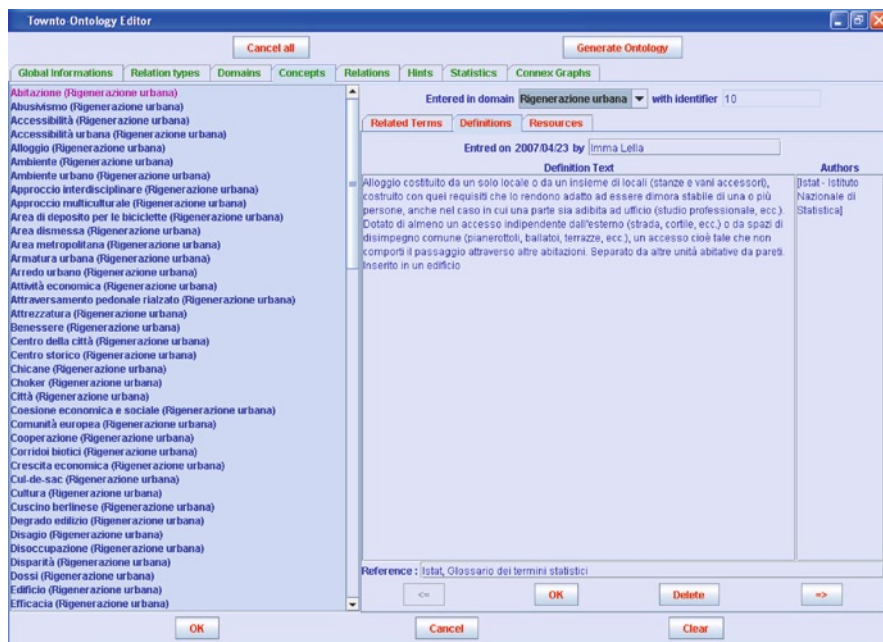 Townto-Ontology Editor
Cancel all
Generate Ontology
Global Informations
Relation types
Domains
Concepts
Relations
Hints
Statistics
Connex Graphs
Abitazione (Rigenerazione urbana)
Abusivismo (Rigenerazione urbana)
Accessibilità (Rigenerazione urbana)
Accessibilità urbana (Rigenerazione urbana)
Alloggio (Rigenerazione urbana)
Ambiente (Rigenerazione urbana)
Ambiente urbano (Rigenerazione urbana)
Approccio interdisciplinare (Rigenerazione urbana)
Approccio multiculturale (Rigenerazione urbana)
Area di deposito per le biciclette (Rigenerazione urbana)
Area dismessa (Rigenerazione urbana)
Area metropolitana (Rigenerazione urbana)
Armatura urbana (Rigenerazione urbana)
Arredo urbano (Rigenerazione urbana)
Attività economica (Rigenerazione urbana)
Attraversamento pedonale rialzato (Rigenerazione urbana)
Attrezzatura (Rigenerazione urbana)
Benessere (Rigenerazione urbana)
Centro della città (Rigenerazione urbana)
Centro storico (Rigenerazione urbana)
Chicane (Rigenerazione urbana)
Choker (Rigenerazione urbana)
Città (Rigenerazione urbana)
Coesione economica e sociale (Rigenerazione urbana)
Comunità europea (Rigenerazione urbana)
Cooperazione (Rigenerazione urbana)
Corridoi biotici (Rigenerazione urbana)
Crescita economica (Rigenerazione urbana)
Cul-de-sac (Rigenerazione urbana)
Cultura (Rigenerazione urbana)
Cuscino berlinese (Rigenerazione urbana)
Degrado edilizio (Rigenerazione urbana)
Disagio (Rigenerazione urbana)
Disoccupazione (Rigenerazione urbana)
Disparità (Rigenerazione urbana)
Dossi (Rigenerazione urbana)
Edificio (Rigenerazione urbana)
Efficacia (Rigenerazione urbana)
Entered in domain Rigenerazione urbana with identifier 10
Related Terms
Definitions
Resources
Entred on 2007/04/23 by Imma Lella
Definition Text
Alloggio costituito da un solo locale o da un insieme di locali (stanze e vani accessori),
costruito con quei requisiti che lo rendono adatto ad essere dimora stabile di una o più
persone, anche nel caso in cui una parte sia adibita ad ufficio (studio professionale, ecc.).
Dotato di almeno un accesso indipendente dall'esterno (strada, cortile, ecc.) o da spazi di
disimpegno comune (pianerottoli, ballatoi, terrazze, ecc.), un accesso cioè tale che non
comporti il passaggio attraverso altre abitazioni. Separato da altre unità abitative da pareti.
Inserito in un edificio
Authors
[Istat - Istituto
Nazionale di
Statistica]
Reference : Istat, Glossario dei termini statistici
<=
OK
Delete
=>
OK
Cancel
Clear